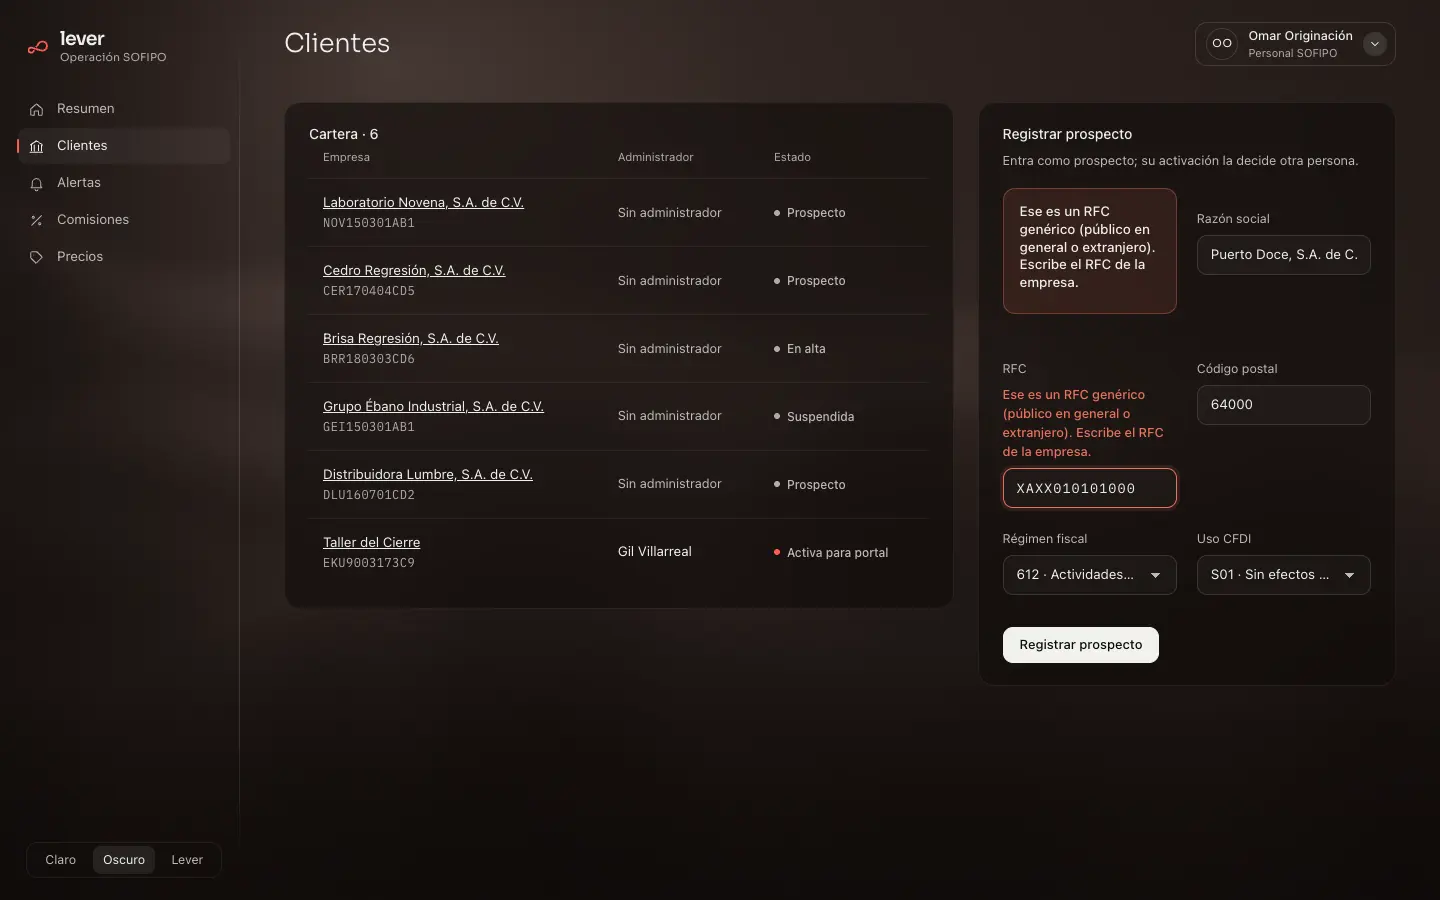 lever
Operación SOFIPO
Resumen
Clientes
Alertas
Comisiones
Precios
Claro
Oscuro
Lever
Clientes
OO
Omar Originación
Personal SOFIPO
Cartera · 6
Empresa
Administrador
Estado
Laboratorio Novena, S.A. de C.V.
NOV150301AB1
Sin administrador
Prospecto
Cedro Regresión, S.A. de C.V.
CER170404CD5
Sin administrador
Prospecto
Brisa Regresión, S.A. de C.V.
BRR180303CD6
Sin administrador
En alta
Grupo Ébano Industrial, S.A. de C.V.
GEI150301AB1
Sin administrador
Suspendida
Distribuidora Lumbre, S.A. de C.V.
DLU160701CD2
Sin administrador
Prospecto
Taller del Cierre
EKU9003173C9
Gil Villarreal
Activa para portal
Registrar prospecto
Entra como prospecto; su activación la decide otra persona.
Ese es un RFC
genérico (público en
general o extranjero).
Escribe el RFC de la
empresa.
Razón social
Puerto Doce, S.A. de C.
RFC
Ese es un RFC genérico
(público en general o
extranjero). Escribe el RFC
de la empresa.
XAXX010101000
Código postal
64000
Régimen fiscal
612 · Actividades...
Uso CFDI
S01 · Sin efectos ...
Registrar prospecto